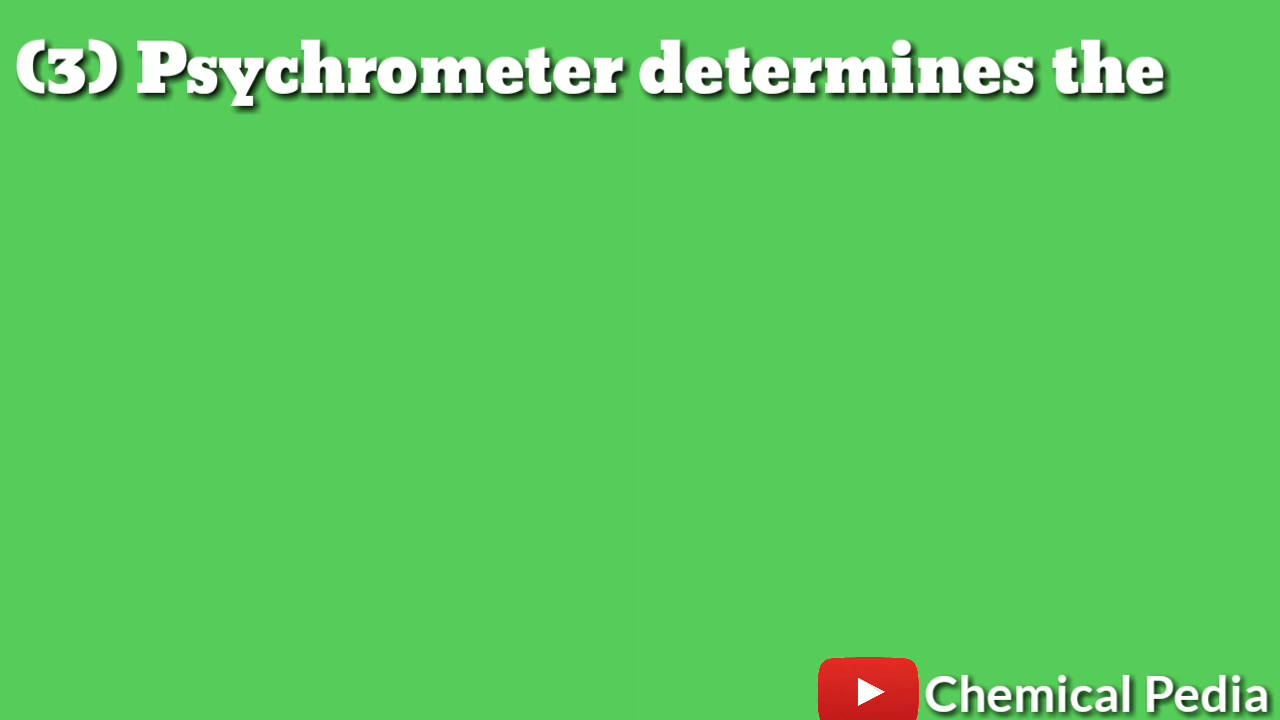 (3) Psychrometer determines the
Chemical Pedia